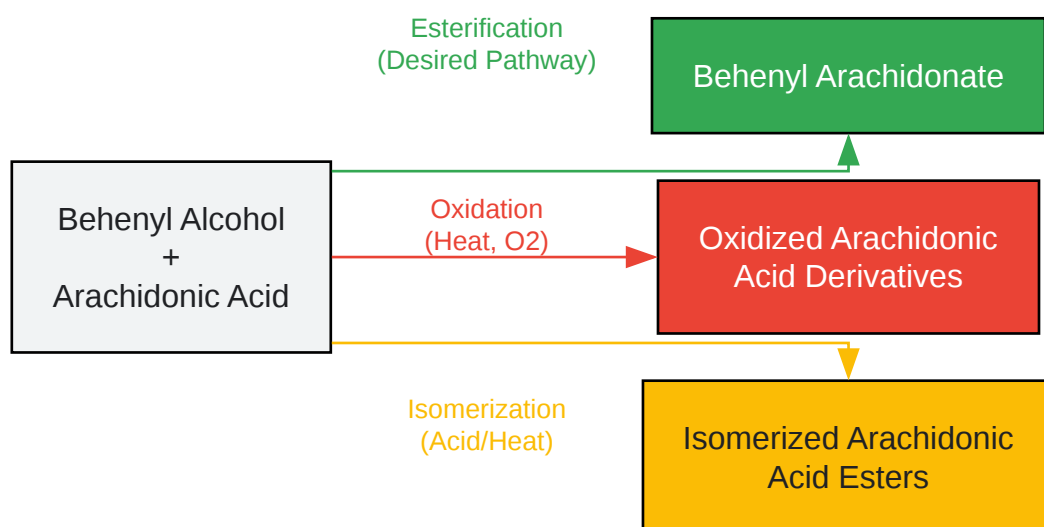 Esterification
(Desired Pathway)
Behenyl Arachidonate
Behenyl Alcohol
+
Arachidonic Acid
Oxidation
(Heat, O2)
Oxidized Arachidonic
Acid Derivatives
Isomerization
(Acid/Heat)
Isomerized Arachidonic
Acid Esters